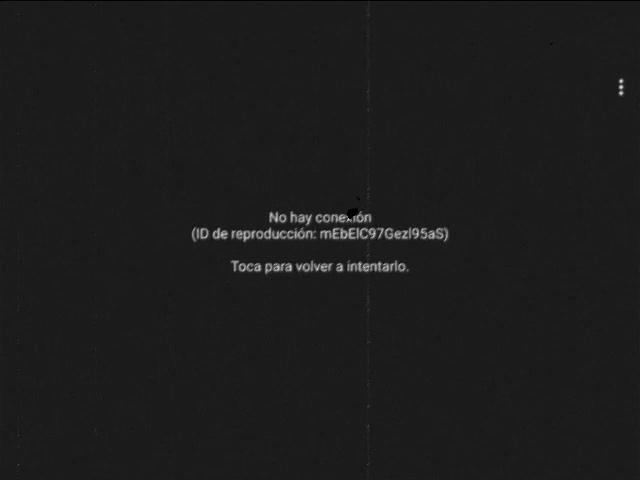 No hay conexión
(ID de reproducción: mEbElC97Gezl95aS)
Toca para volver a intentarlo.